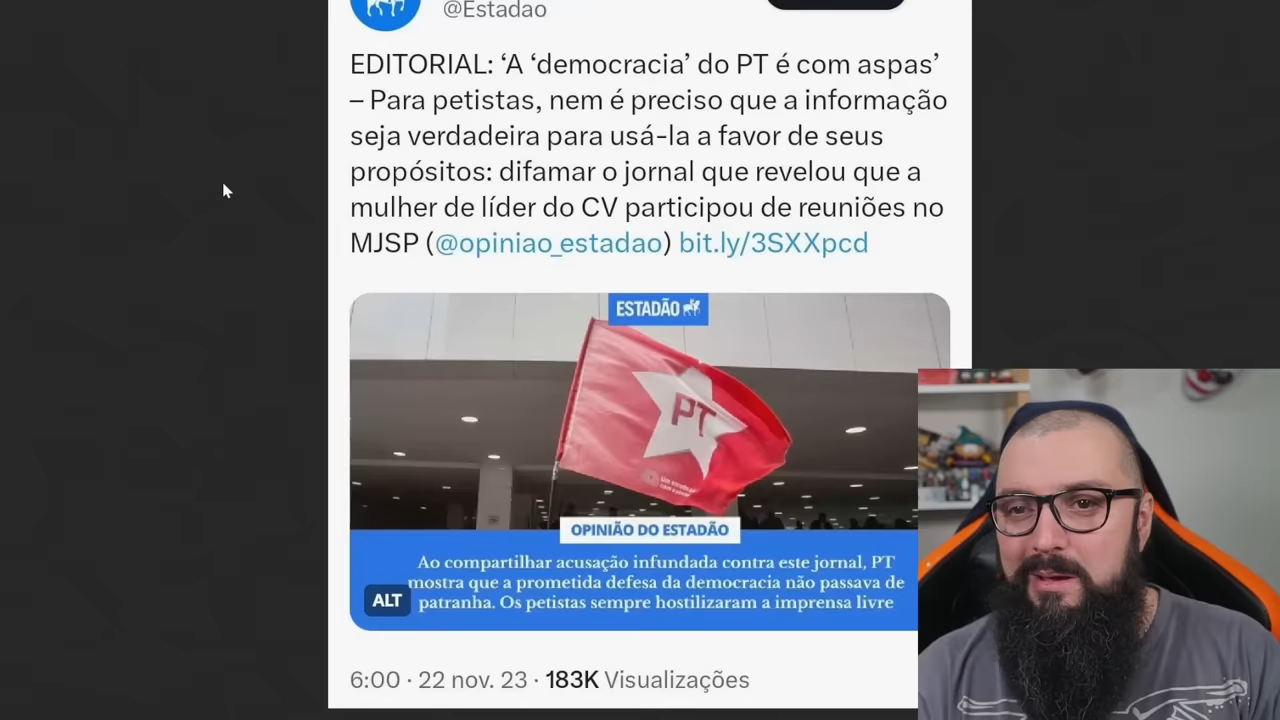 @Estadao
EDITORIAL: ‘A ‘democracia’ do PT é com aspas’
– Para petistas, nem é preciso que a informação
seja verdadeira para usá-la a favor de seus
propósitos: difamar o jornal que revelou que a
mulher de líder do CV participou de reuniões no
MJSP (@opiniao_estadao) bit.ly/3SXXpcd
ESTADÃO
PT
OPINIÃO DO ESTADÃO
Ao compartilhar acusação infundada contra este jornal, PT
mostra que a prometida defesa da democracia não passava de
patranha. Os petistas sempre hostilizaram a imprensa livre
ALT
6:00 · 22 nov. 23 · 183K Visualizações